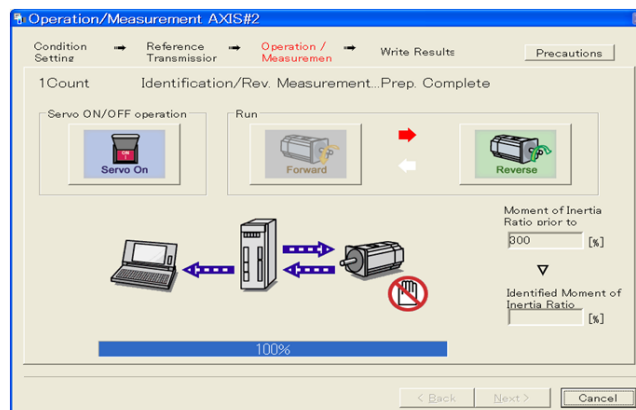 Operation/Measurement AXIS#2
Condition Setting
Reference Transmissior
Operation / Measuremen
Write Results
Precautions
1Count Identification/Rev. Measurement...Prep. Complete
Servo ON/OFF operation
Run
Servo On
Forward
Reverse
Moment of Inertia
Ratio prior to
300 [%]
Identified Moment of
Inertia Ratio
[%]
100%
< Back Next > Cancel